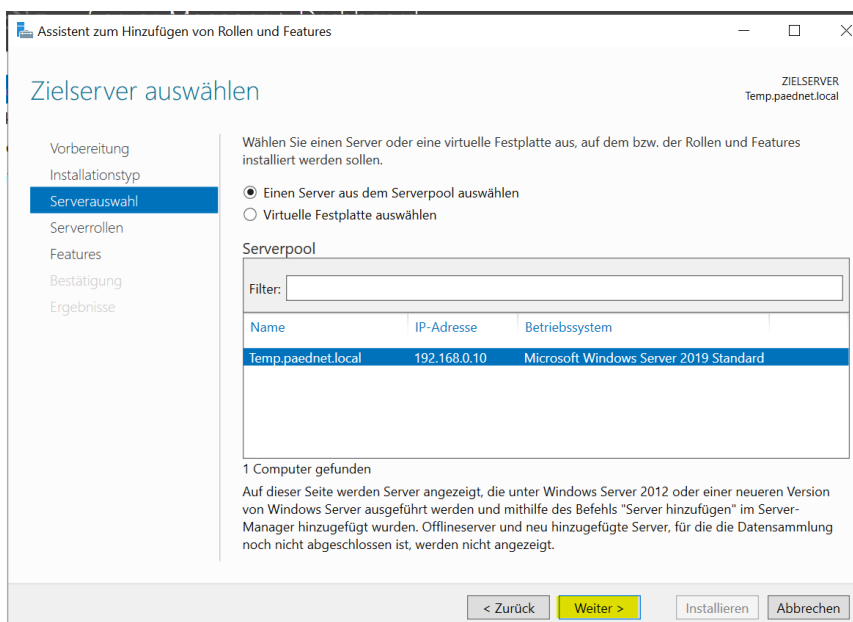 Assistent zum Hinzufügen von Rollen und Features
Zielserver auswählen
ZIELSERVER
Temp.paednet.local
Vorbereitung
Installationstyp
Serverauswahl
Serverrollen
Features
Bestätigung
Ergebnisse
Wählen Sie einen Server oder eine virtuelle Festplatte aus, auf dem bzw. der Rollen und Features
installiert werden sollen.
Einen Server aus dem Serverpool auswählen
Virtuelle Festplatte auswählen
Serverpool
Filter:
Name IP-Adresse Betriebssystem
Temp.paednet.local 192.168.0.10 Microsoft Windows Server 2019 Standard
1 Computer gefunden
Auf dieser Seite werden Server angezeigt, die unter Windows Server 2012 oder einer neueren Version
von Windows Server ausgeführt werden und mithilfe des Befehls "Server hinzufügen" im Server-
Manager hinzugefügt wurden. Offlineserver und neu hinzugefügte Server, für die die Datensammlung
noch nicht abgeschlossen ist, werden nicht angezeigt.
< Zurück Weiter > Installieren Abbrechen